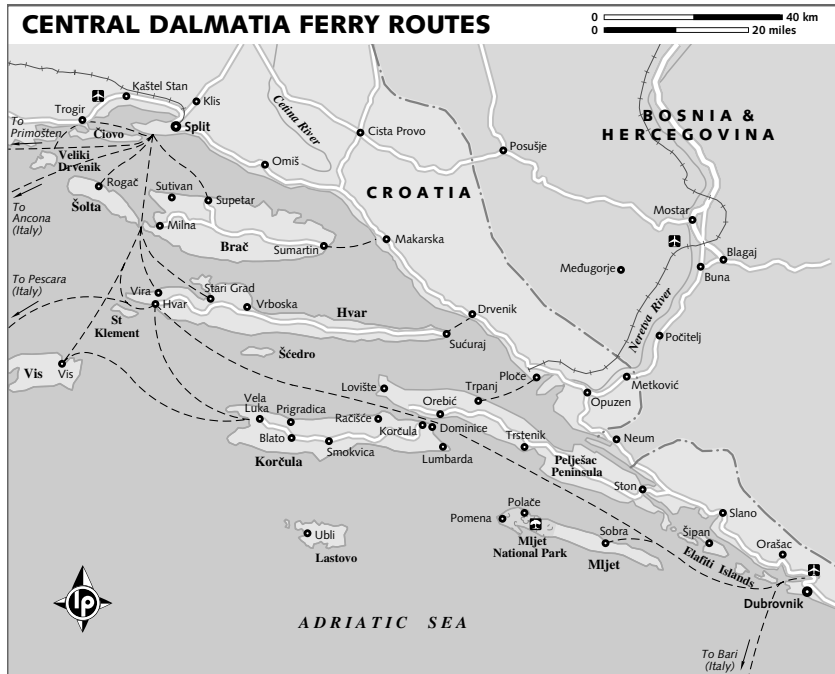 CENTRAL DALMATIA FERRY ROUTES
0 40 km
0 20 miles
Kaštel Stan
Klis
Trogir
To
Primošten
Čiovo
Split
Veliki
Drvenik
Cetina River
Cista Provo
BOSNIA &
HERCEGOVINA
Posušje
Omiš
Rogač
Sutivan
Supetar
Šolta
CROATIA
To
Ancona
(Italy)
Milna
Brač
Sumartin
Makarska
Mostar
Blagaj
Međugorje
Buna
To Pescara
(Italy)
Vira
Stari Grad
Hvar
Vrboska
Hvar
Drvenik
St
Klement
Sućuraj
Neretva River
Počitelj
Šćedro
Vis
Vis
Lovište
Trpanj
Ploče
Metković
Opuzen
Vela
Luka
Prigradica
Račišće
Orebić
Korčula
Dominice
Blato
Smokvica
Lumbarda
Trstenik
Neum
Korčula
Pelješac
Peninsula
Ston
Polače
Pomena
Slano
Ubli
Mljet
National Park
Sobra
Šipan
Orašac
Lastovo
Mljet
Elafiti Islands
Dubrovnik
lp
ADRIATIC SEA
To Bari
(Italy)